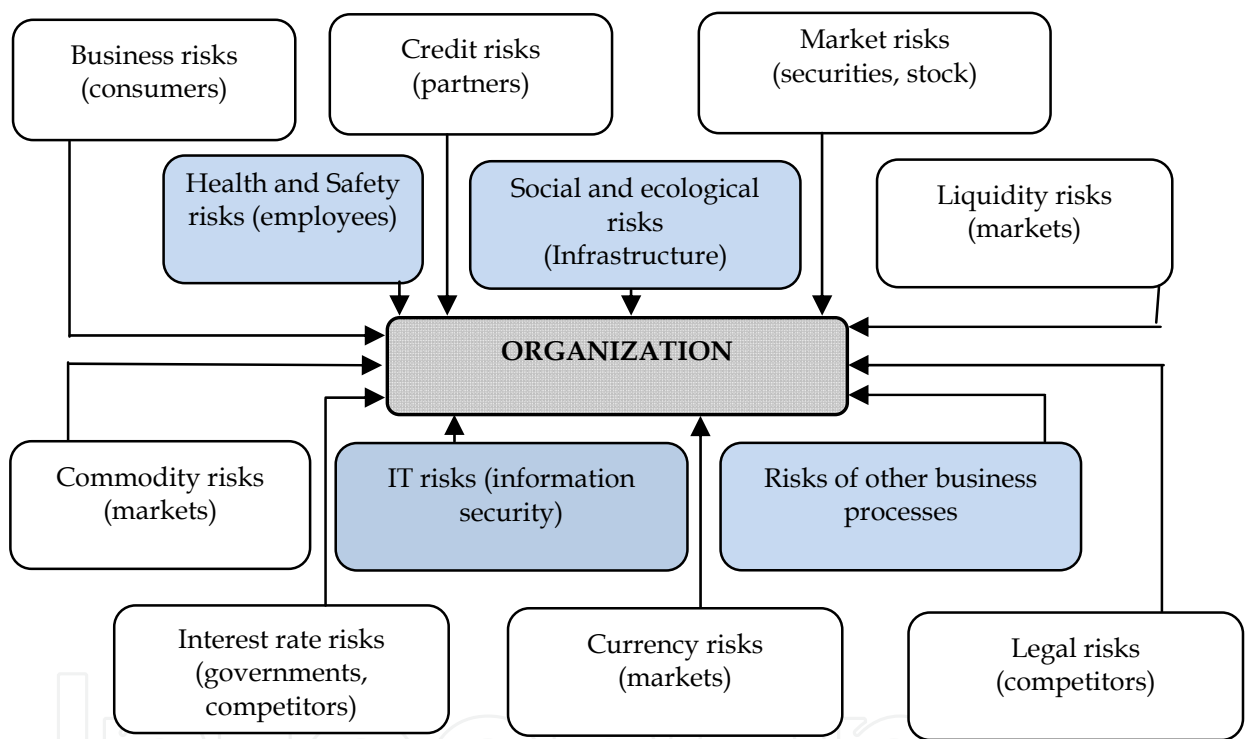 Business risks
(consumers)
Credit risks
(partners)
Market risks
(securities, stock)
Health and Safety
risks (employees)
Social and ecological
risks
(Infrastructure)
Liquidity risks
(markets)
ORGANIZATION
Commodity risks
(markets)
IT risks (information
security)
Risks of other business
processes
Interest rate risks
(governments,
competitors)
Currency risks
(markets)
Legal risks
(competitors)